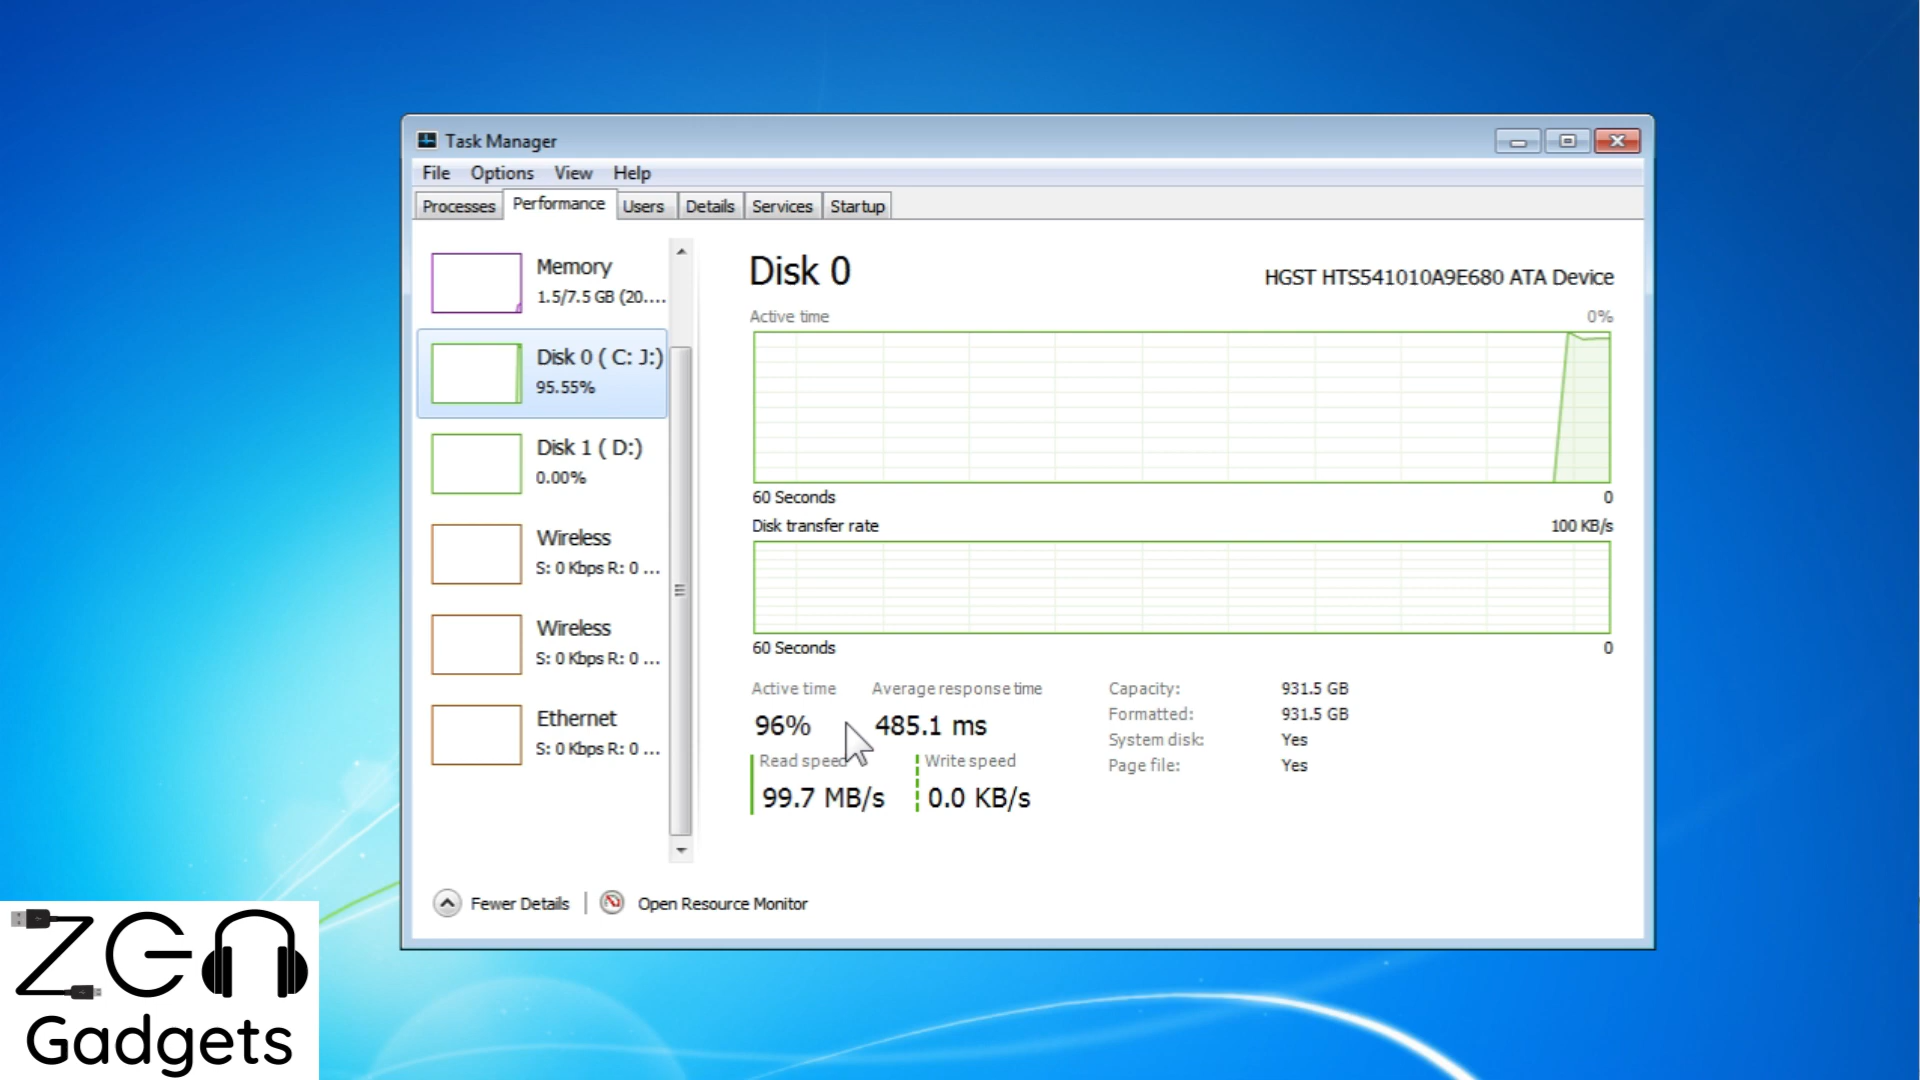 Task Manager
File Options View Help
Processes Performance Users Details Services Startup
Memory
1.5/7.5 GB (20....
Disk 0 ( C: J:)
95.55%
Disk 1 ( D:)
0.00%
Wireless
S: 0 Kbps R: 0 ...
Wireless
S: 0 Kbps R: 0 ...
Ethernet
S: 0 Kbps R: 0 ...
Disk 0
HGST HTS541010A9E680 ATA Device
Active time 0%
60 Seconds 0
Disk transfer rate 100 KB/s
60 Seconds 0
Active time Average response time
96% 485.1 ms
Read speed Write speed
99.7 MB/s 0.0 KB/s
Capacity: 931.5 GB
Formatted: 931.5 GB
System disk: Yes
Page file: Yes
Fewer Details | Open Resource Monitor
ZGN
Gadgets